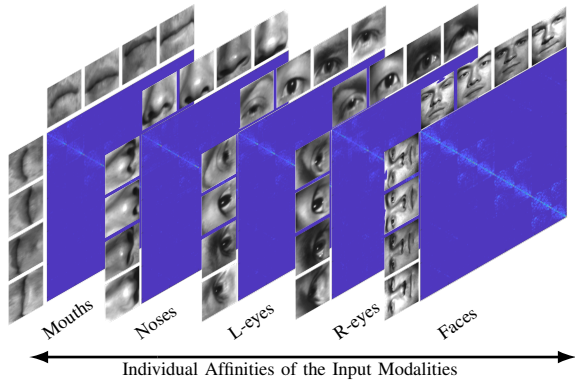 Mouths
Noses
L-eyes
R-eyes
Faces
Individual Affinities of the Input Modalities